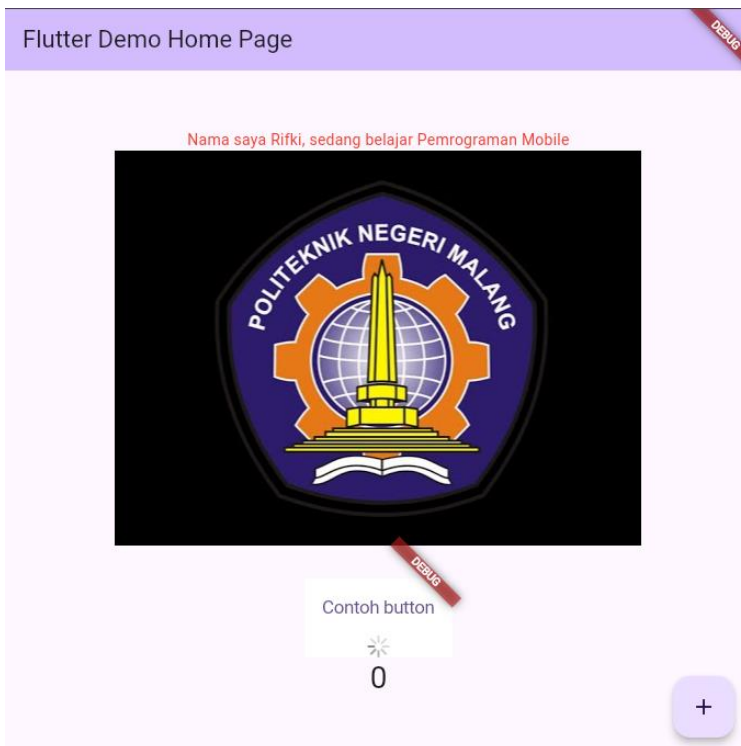 Flutter Demo Home Page
DEBUG
Nama saya Rifki, sedang belajar Pemrograman Mobile
POLITEKNIK NEGERI MALANG
DEBUG
Contoh button
0
+